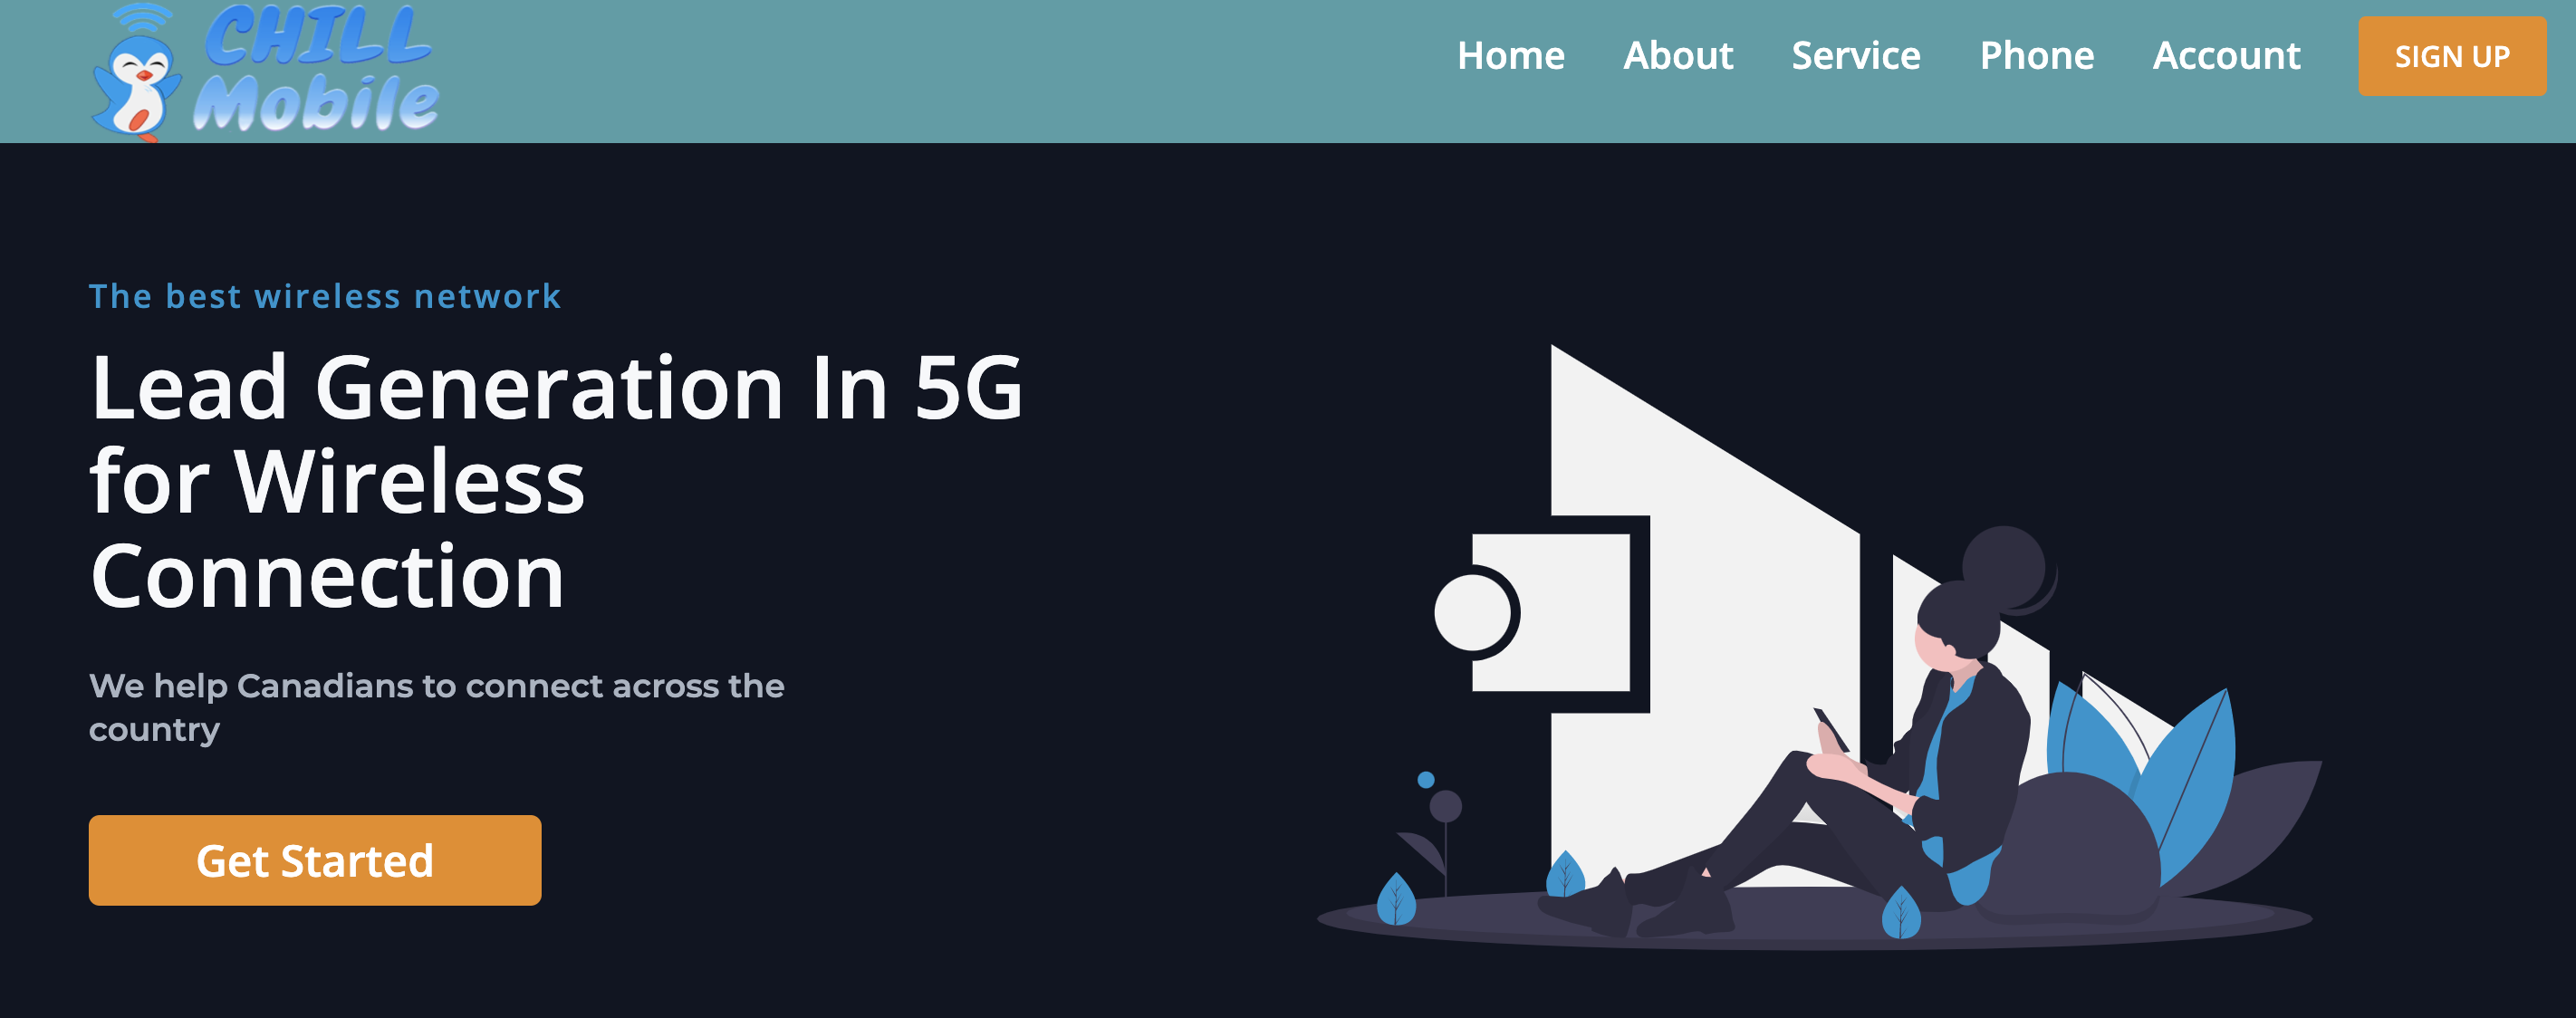 CHILL
Mobile
Home About Service Phone Account SIGN UP
The best wireless network
Lead Generation In 5G
for Wireless
Connection
We help Canadians to connect across the
country
Get Started